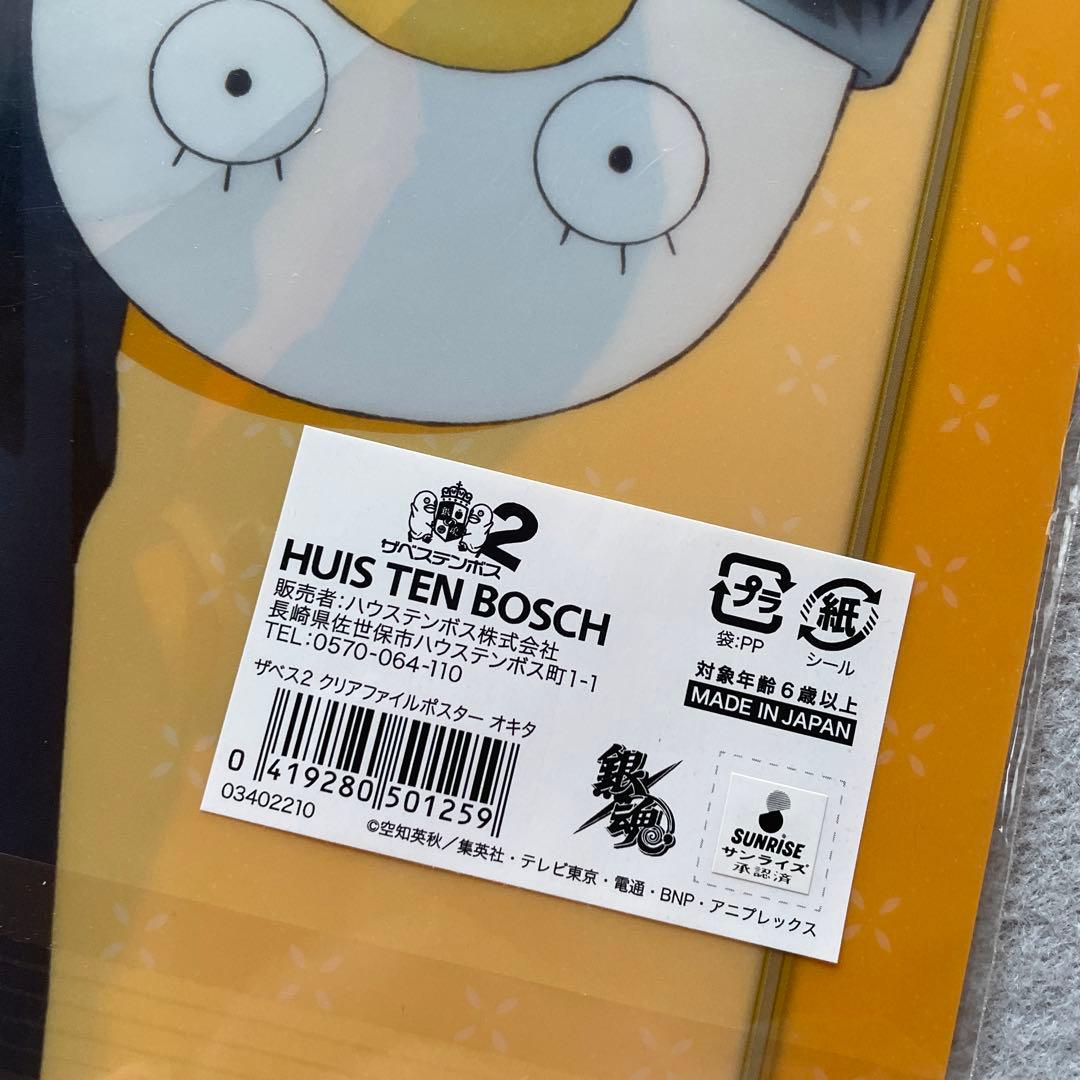 2
ザベステンボス
HUIS TEN BOSCH
販売者:ハウステンボス株式会社
長崎県佐世保市ハウステンボス町1-1
TEL:0570-064-110
ザベス2 クリアファイルポスター オキタ
0 419280 501259
03402210
プラ
袋:PP
紙
シール
対象年齢6歳以上
MADE IN JAPAN
銀魂
SUNRISE
サンライズ
承認済
©空知英秋/集英社・テレビ東京・電通・BNP・アニプレックス